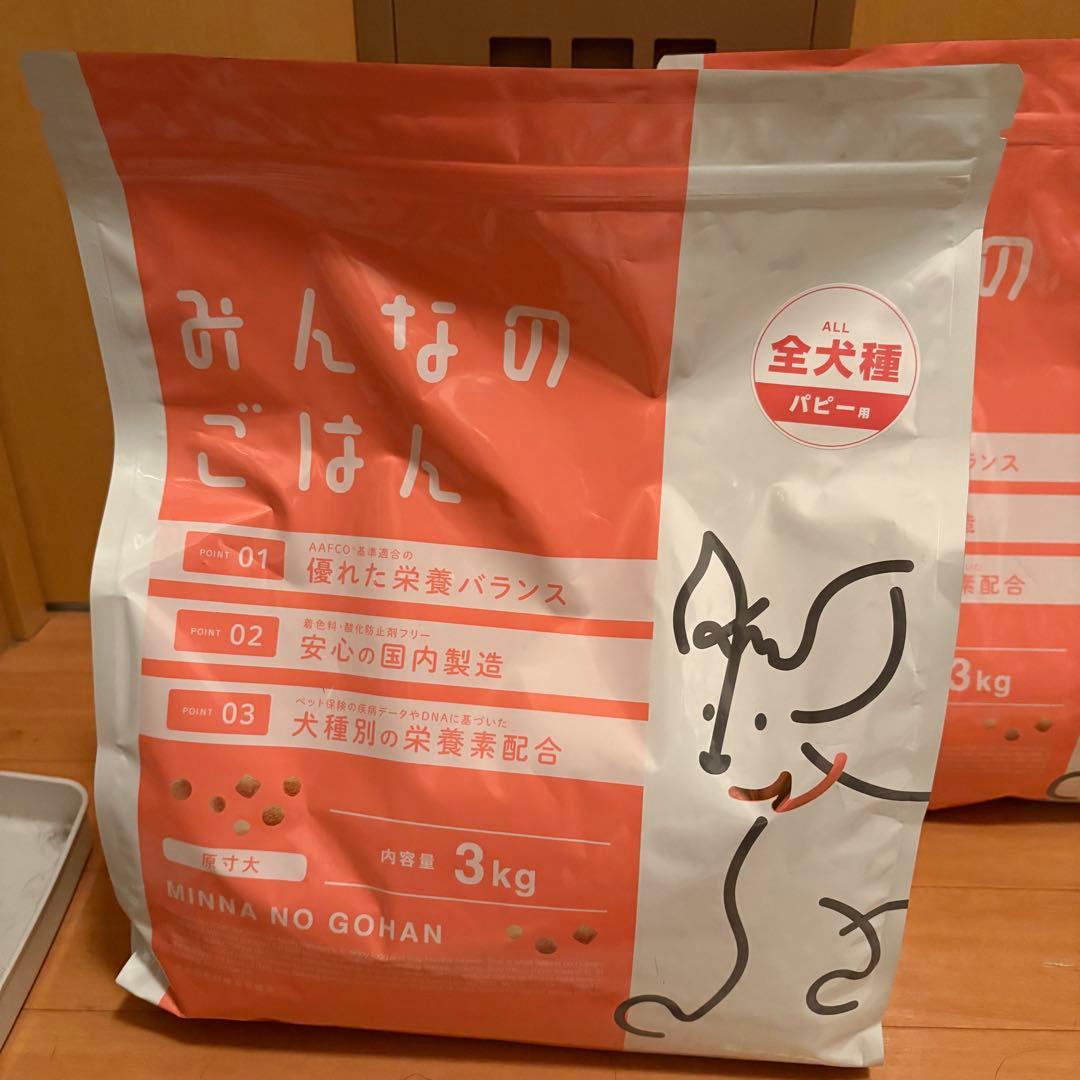 みんなの
ごはん
ALL
全犬種
パピー用
POINT 01
AAFCO®基準適合の
優れた栄養バランス
POINT 02
着色料・酸化防止剤フリー
安心の国内製造
POINT 03
ペット保険の疾病データやDNAに基づいた
犬種別の栄養素配合
原寸大
内容量 3kg
MINNA NO GOHAN
の
ランス
造
素配合
3kg